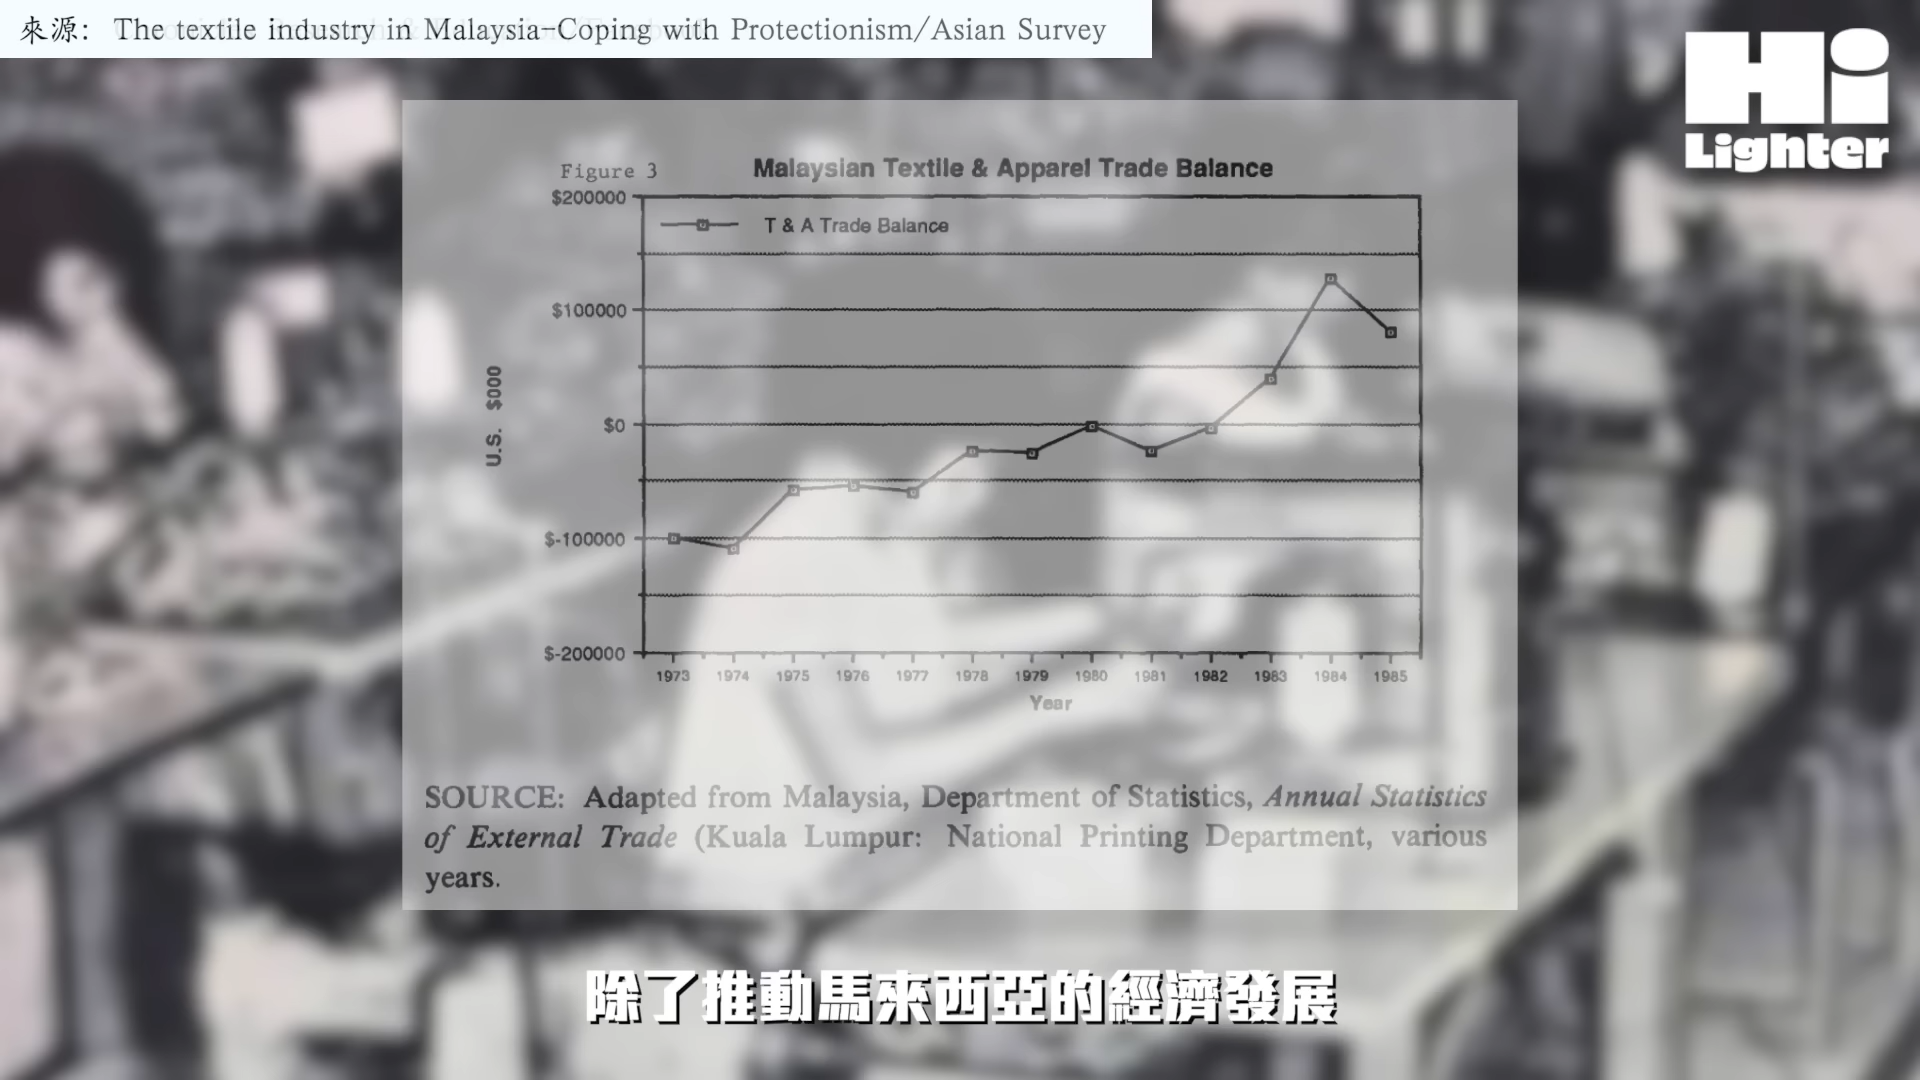 來源: The textile industry in Malaysia-Coping with Protectionism/Asian Survey
Hi
Lighter
Figure 3
Malaysian Textile & Apparel Trade Balance
$200000
T & A Trade Balance
$100000
U.S. $000
$0
$-100000
$-200000
1973 1974 1975 1976 1977 1978 1979 1980 1981 1982 1983 1984 1985
Year
SOURCE: Adapted from Malaysia, Department of Statistics, Annual Statistics
of External Trade (Kuala Lumpur: National Printing Department, various
years.
除了推動馬來西亞的經濟發展